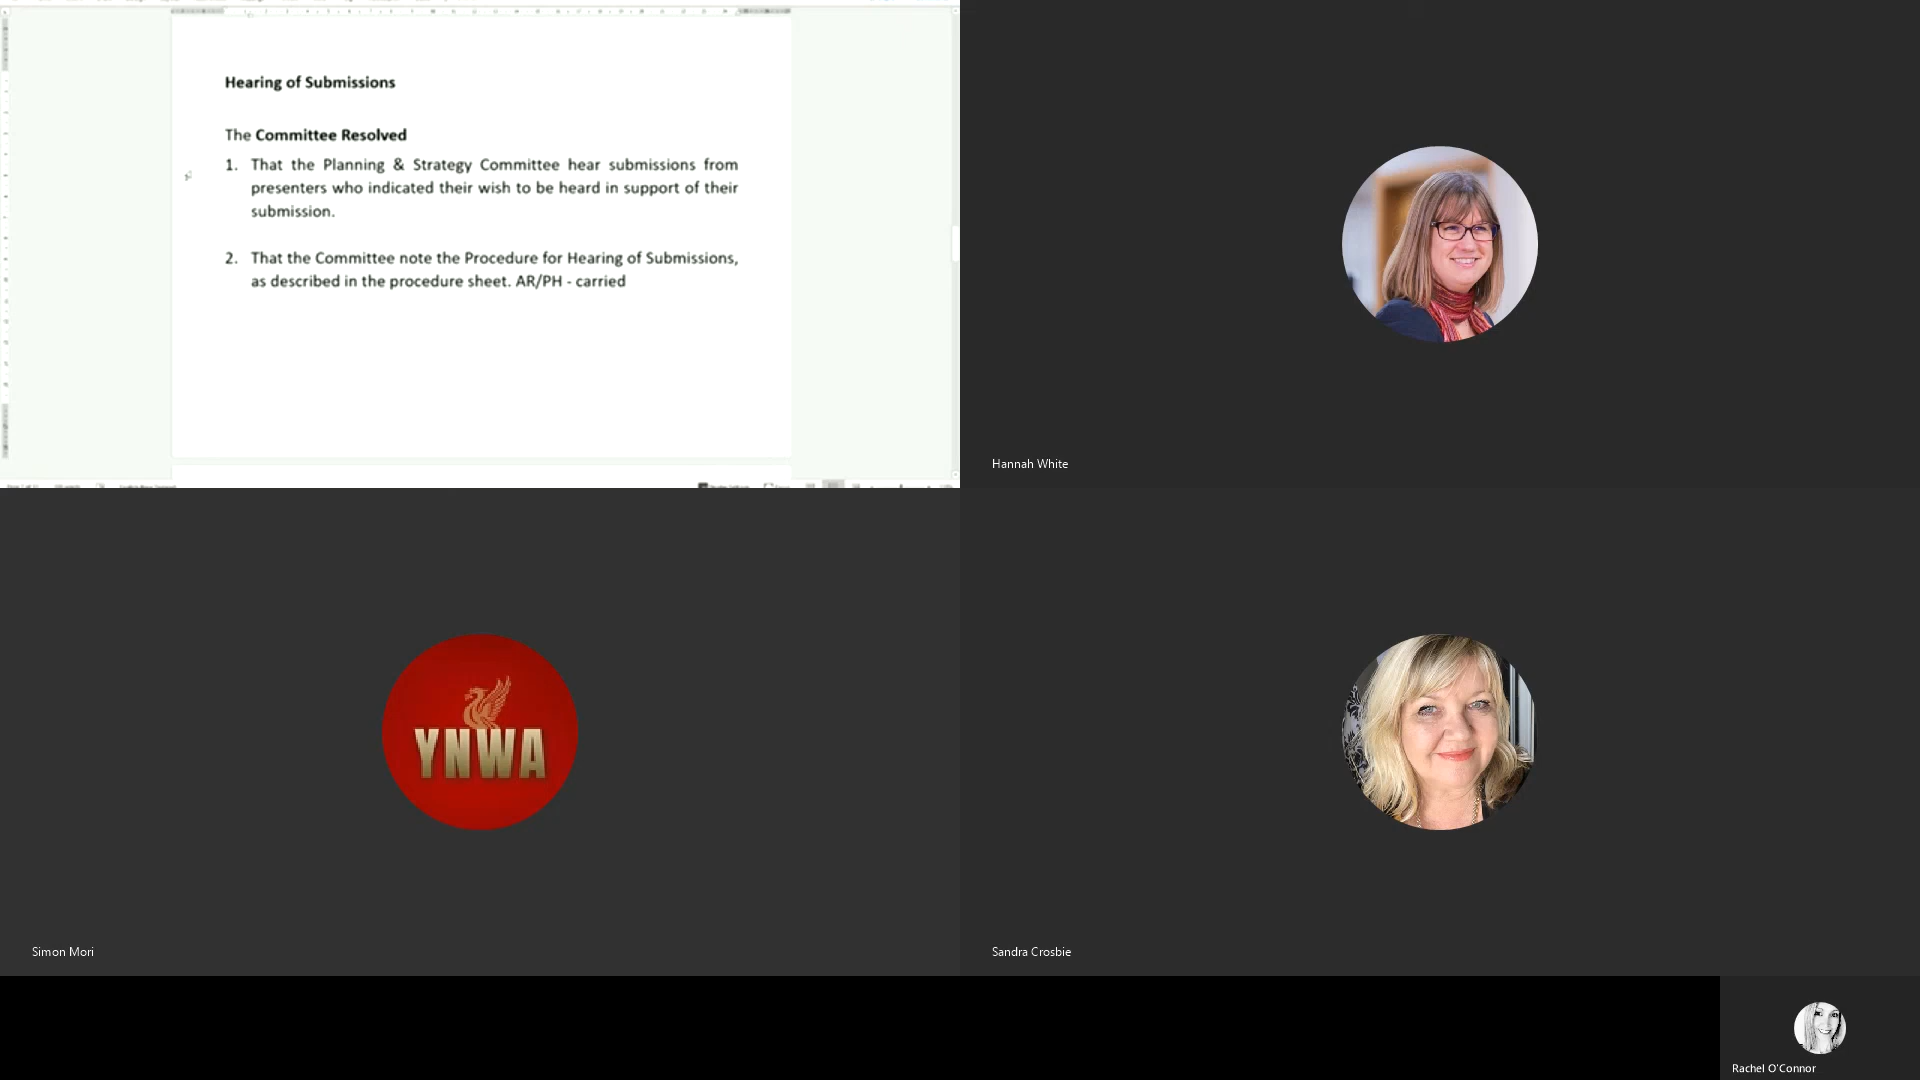 Hearing of Submissions
The Committee Resolved
1. That the Planning & Strategy Committee hear submissions from
presenters who indicated their wish to be heard in support of their
submission.
2. That the Committee note the Procedure for Hearing of Submissions,
as described in the procedure sheet. AR/PH - carried
Hannah White
YNWA
Simon Mori
Sandra Crosbie
Rachel O'Connor